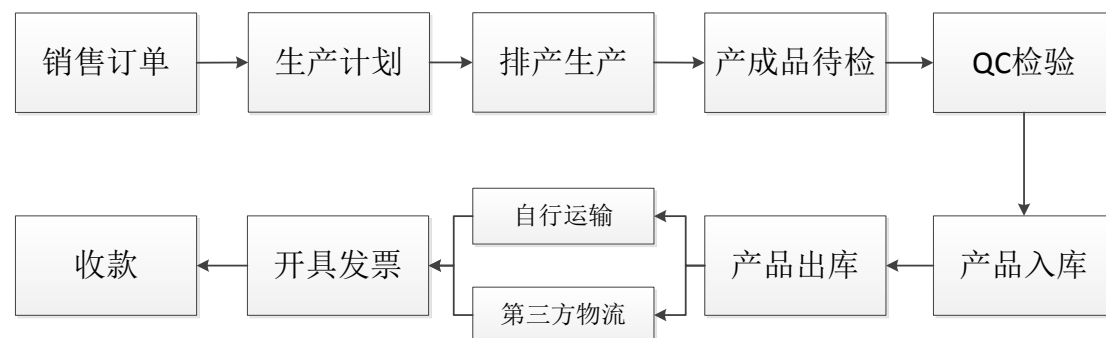 销售订单
生产计划
排产生产
产成品待检
QC检验
收款
开具发票
自行运输
第三方物流
产品出库
产品入库